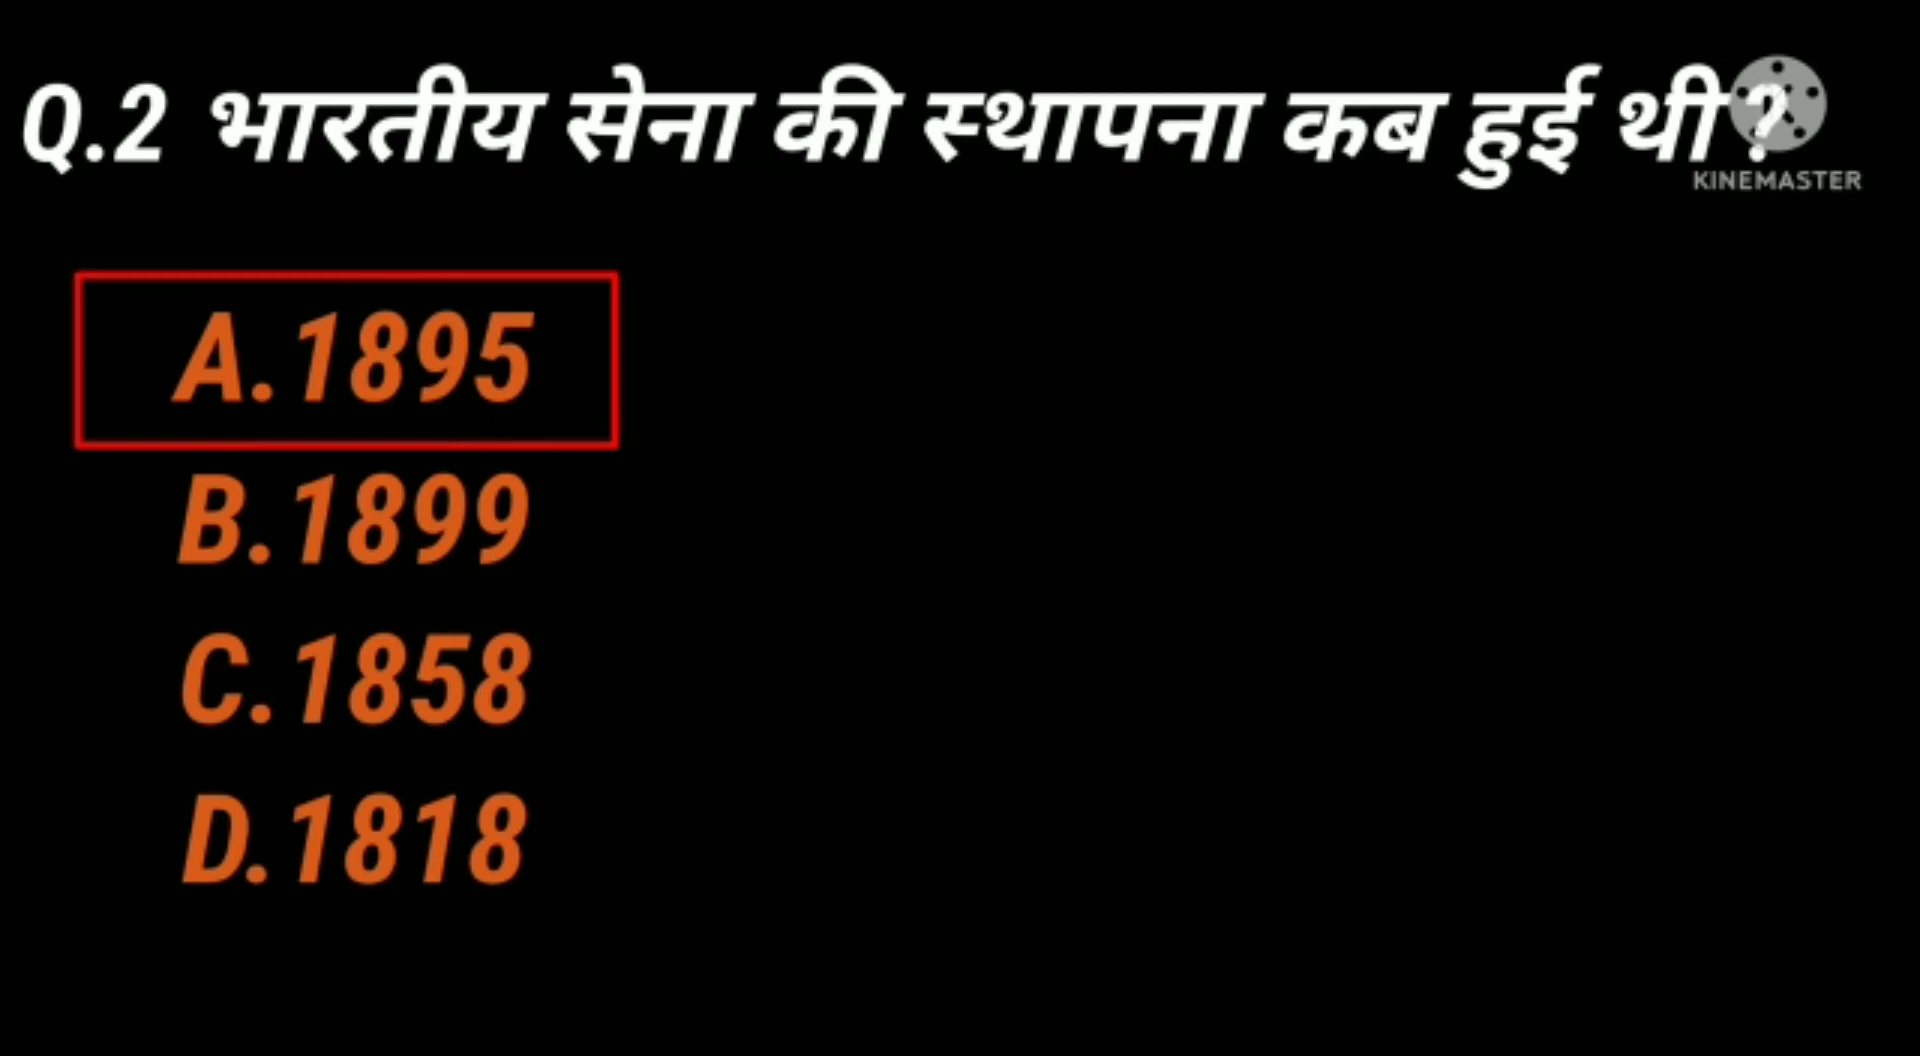 Q.2 भारतीय सेना की स्थापना कब हुई थी ?
KINEMASTER
A.1895
B.1899
C.1858
D.1818